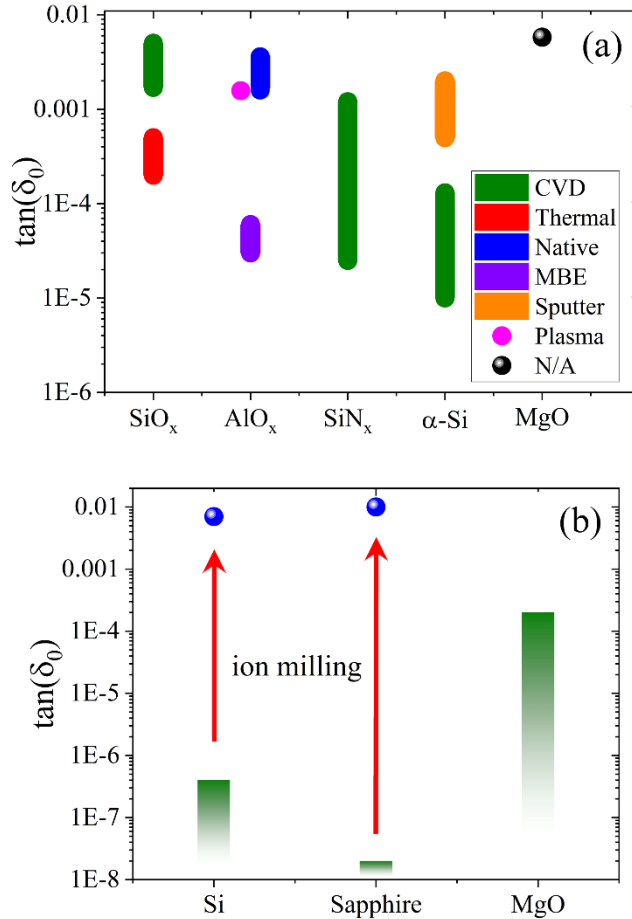 (a)
0.01
0.001
1E-4
1E-5
1E-6
tan(δ₀)
CVD
Thermal
Native
MBE
Sputter
Plasma
N/A
SiOₓ AlOₓ SiNₓ α-Si MgO
(b)
0.01
0.001
1E-4
1E-5
1E-6
1E-7
1E-8
tan(δ₀)
ion milling
Si Sapphire MgO